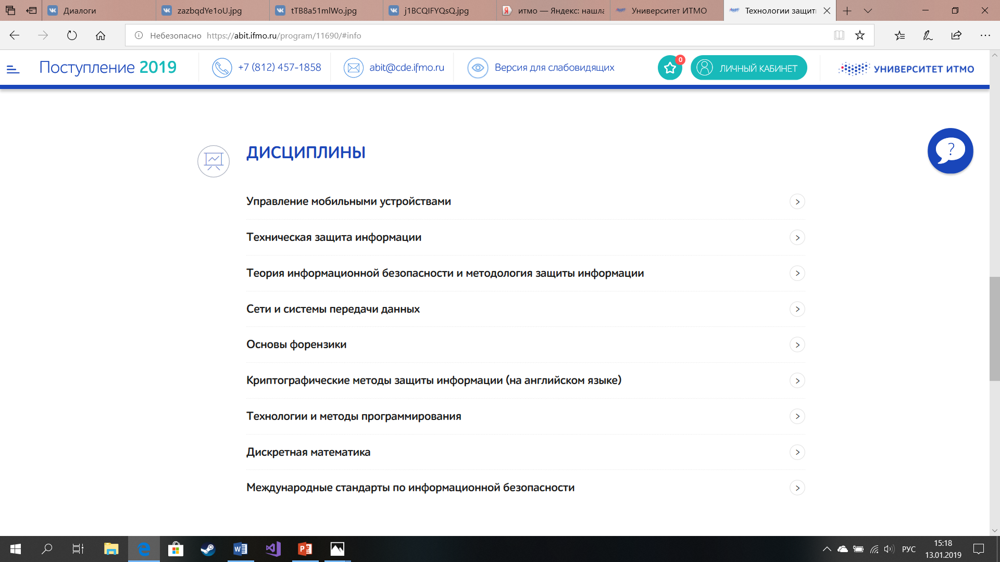 Диалоги
zazbqdYe1oU.jpg
tTB8a51mlWo.jpg
j1BCQIFYQsQ.jpg
итмо — Яндекс: нашла
Университет ИТМО
Технологии защит
Небезопасно https://abit.ifmo.ru/program/11690/#info
Поступление 2019
+7 (812) 457-1858
abit@cde.ifmo.ru
Версия для слабовидящих
0
ЛИЧНЫЙ КАБИНЕТ
УНИВЕРСИТЕТ ИТМО
ДИСЦИПЛИНЫ
?
Управление мобильными устройствами
Техническая защита информации
Теория информационной безопасности и методология защиты информации
Сети и системы передачи данных
Основы форензики
Криптографические методы защиты информации (на английском языке)
Технологии и методы программирования
Дискретная математика
Международные стандарты по информационной безопасности
РУС
15:18
13.01.2019